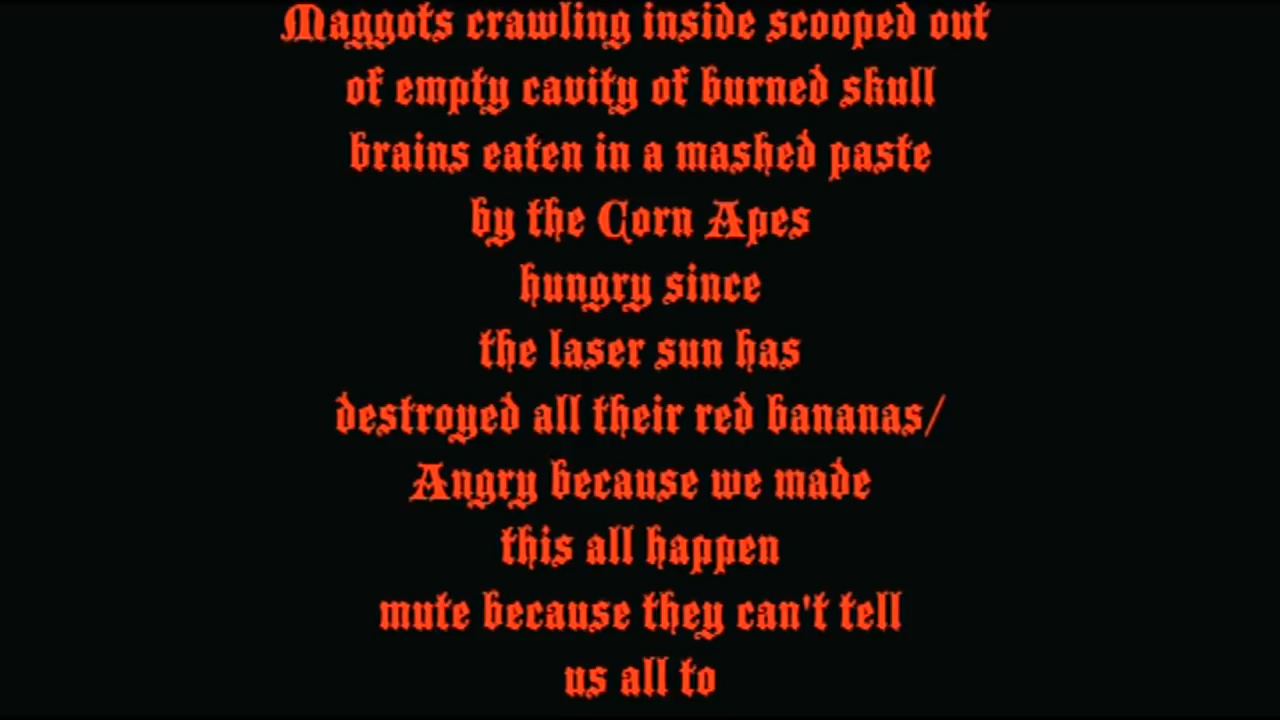 Maggots crawling inside scooped out
of empty cavity of burned skull
brains eaten in a mashed paste
by the Corn Apes
hungry since
the laser sun has
destroyed all their red bananas/
Angry because we made
this all happen
mute because they can't tell
us all to